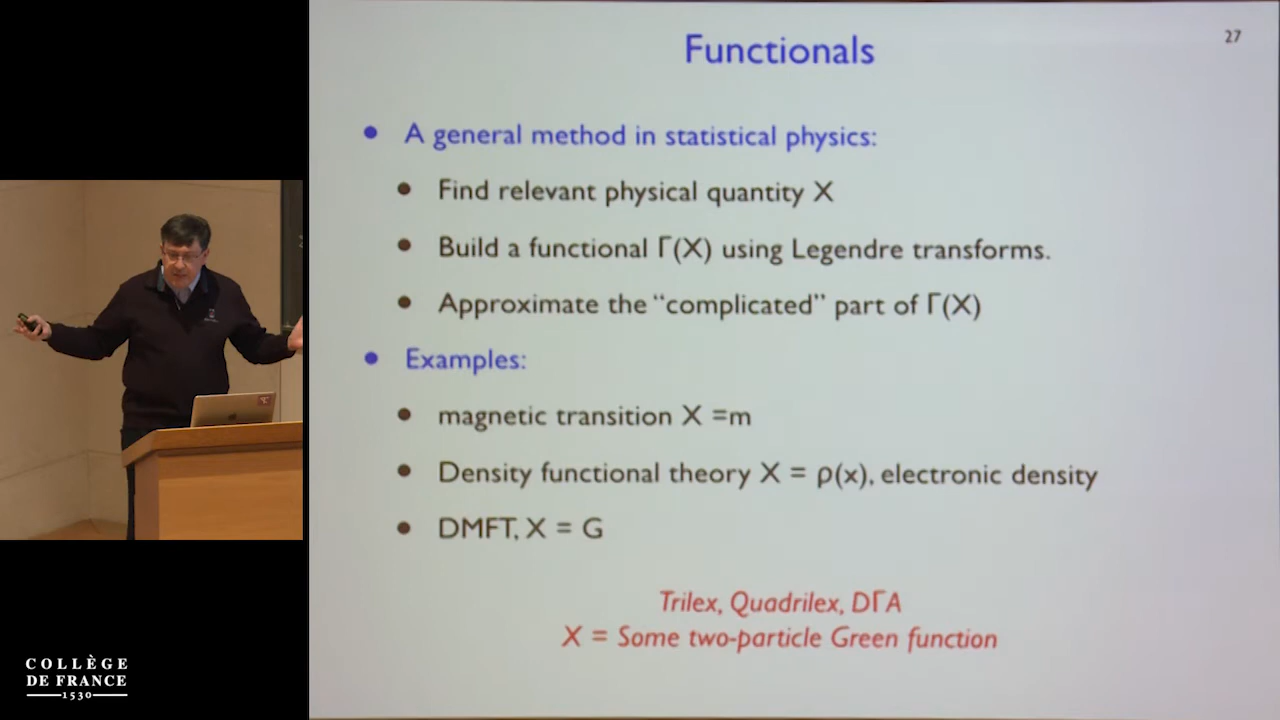 Functionals
27
• A general method in statistical physics:
• Find relevant physical quantity X
• Build a functional Γ(X) using Legendre transforms.
• Approximate the “complicated” part of Γ(X)
• Examples:
• magnetic transition X =m
• Density functional theory X = ρ(x), electronic density
• DMFT, X = G
Trilex, Quadrilex, DΓA
X = Some two-particle Green function
COLLÈGE
DE FRANCE
1530